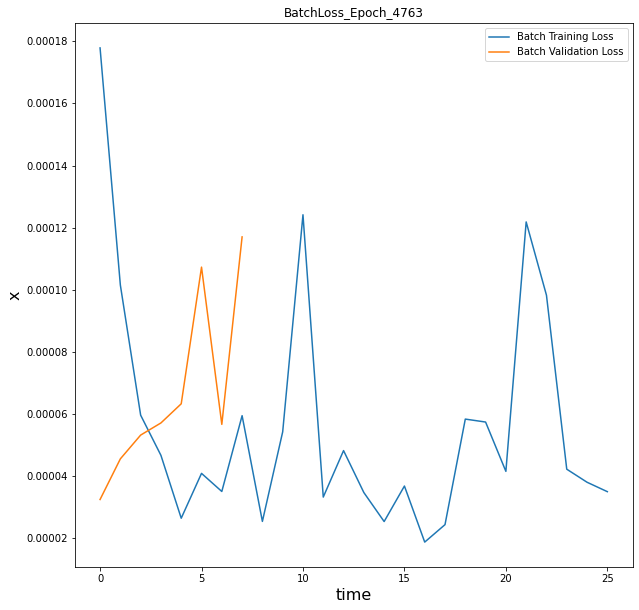 BatchLoss_Epoch_4763
Batch Training Loss
Batch Validation Loss
0.00018
0.00016
0.00014
0.00012
0.00010
0.00008
0.00006
0.00004
0.00002
x
0 5 10 15 20 25
time